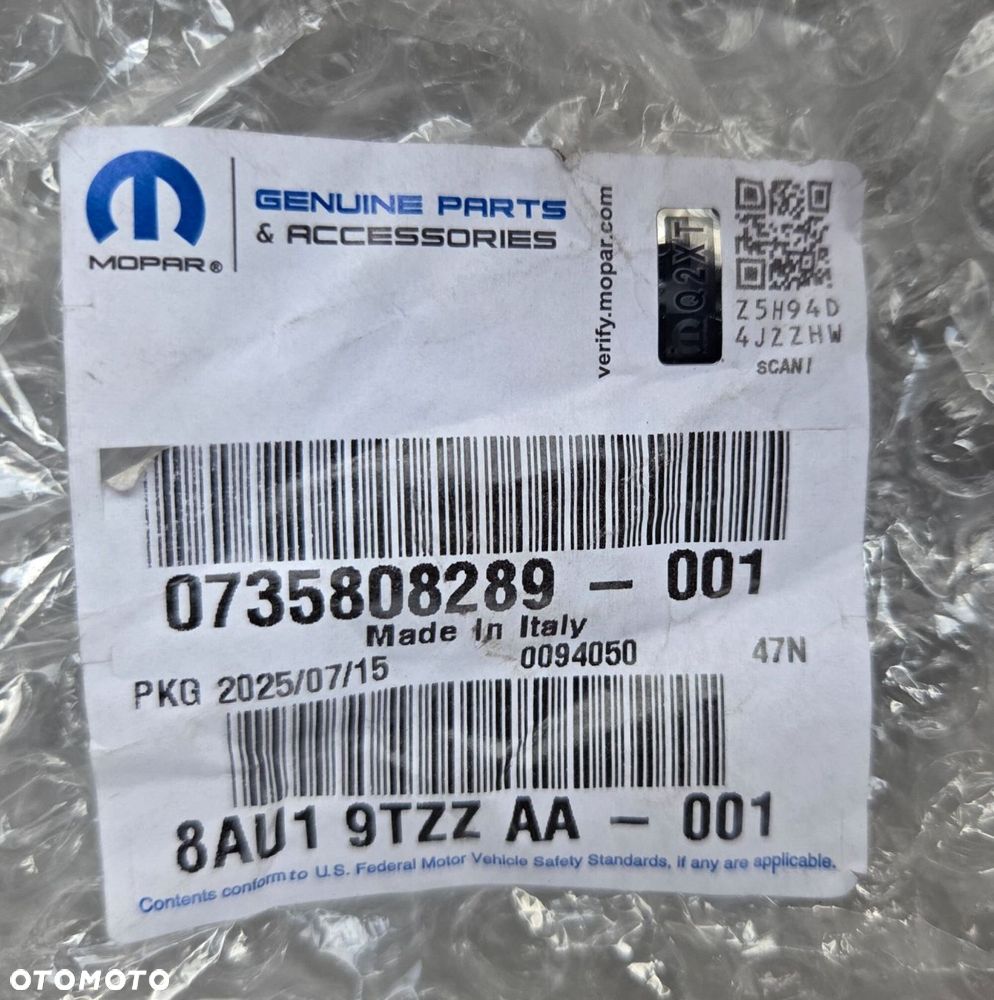 GENUINE PARTS
& ACCESSORIES
MOPAR®
verify.mopar.com
mQ2XT
Z5H94D
4JZZHW
SCAN!
0735808289 - 001
Made In Italy
0094050
47N
PKG 2025/07/15
8AU1 9TZZ AA - 001
Contents conform to U.S. Federal Motor Vehicle Safety Standards, if any are applicable.
OTOMOTO